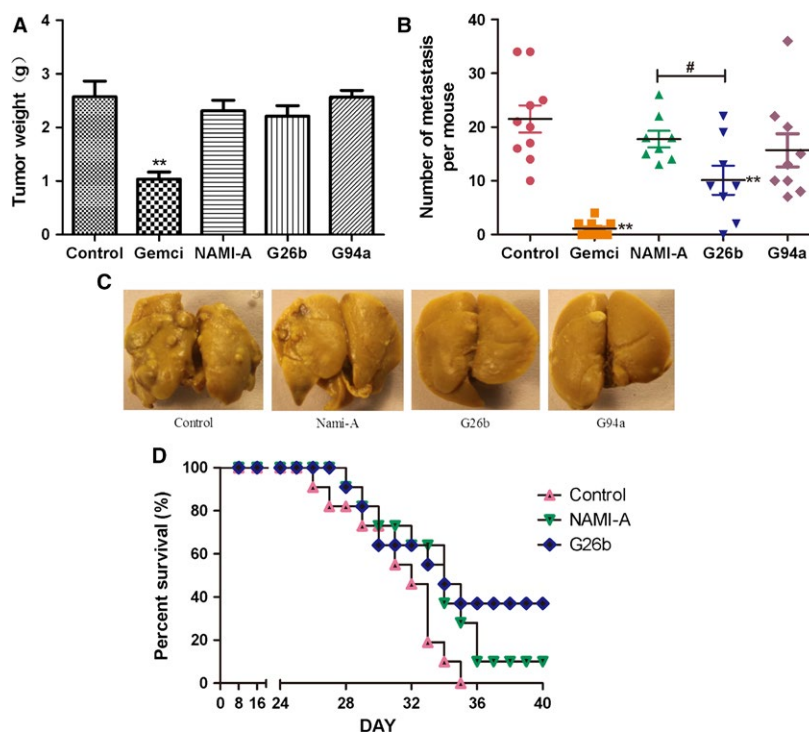 A
Tumor weight (g)
3
2
1
0
**
Control Gemci NAMI-A G26b G94a
B
Number of metastasis
per mouse
40
30
20
10
0
#
**
**
Control Gemci NAMI-A G26b G94a
C
Control Nami-A G26b G94a
D
Percent survival (%)
100
80
60
40
20
0
0 8 16 24 28 32 36 40
DAY
Control
NAMI-A
G26b